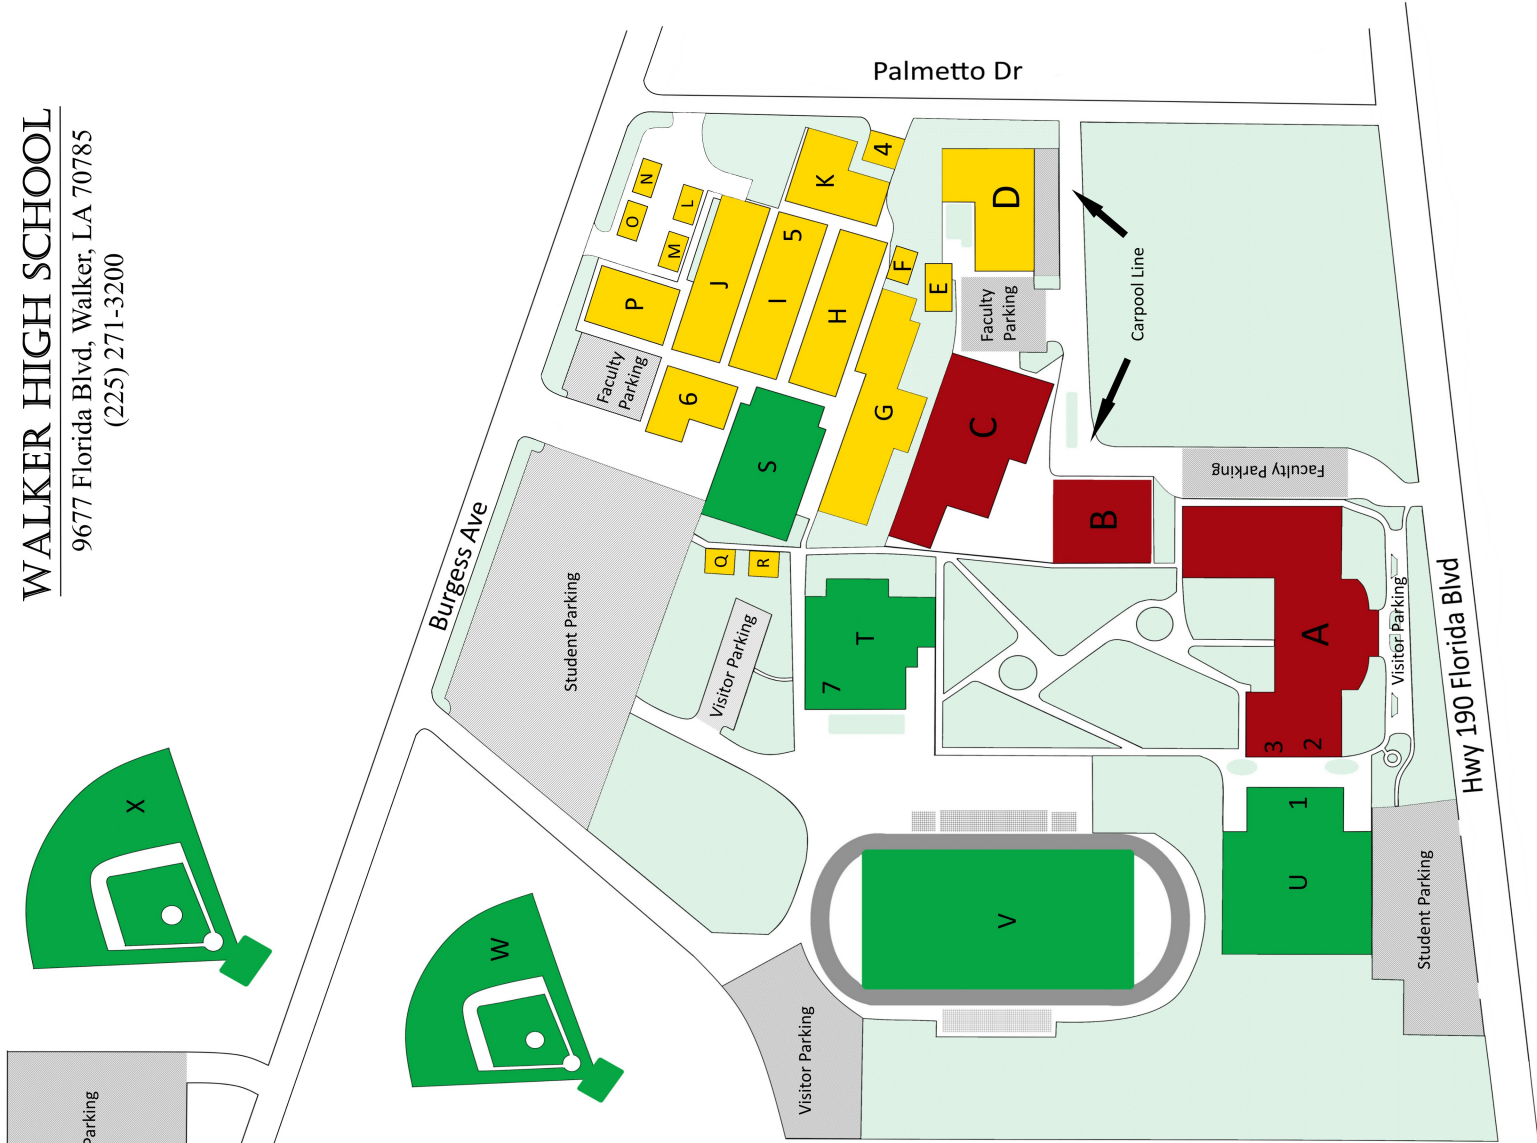 WALKER HIGH SCHOOL
9677 Florida Blvd, Walker, LA 70785
(225) 271-3200
Palmetto Dr
Burgess Ave
Hwy 190 Florida Blvd
Carpool Line
N
O
L
M
K
4
D
P
J
5
I
H
F
E
Faculty
Parking
Faculty
Parking
6
S
G
C
B
Faculty Parking
Q
R
Student Parking
Visitor Parking
T
7
A
3
2
Visitor Parking
1
U
Student Parking
V
Visitor Parking
X
W
Parking